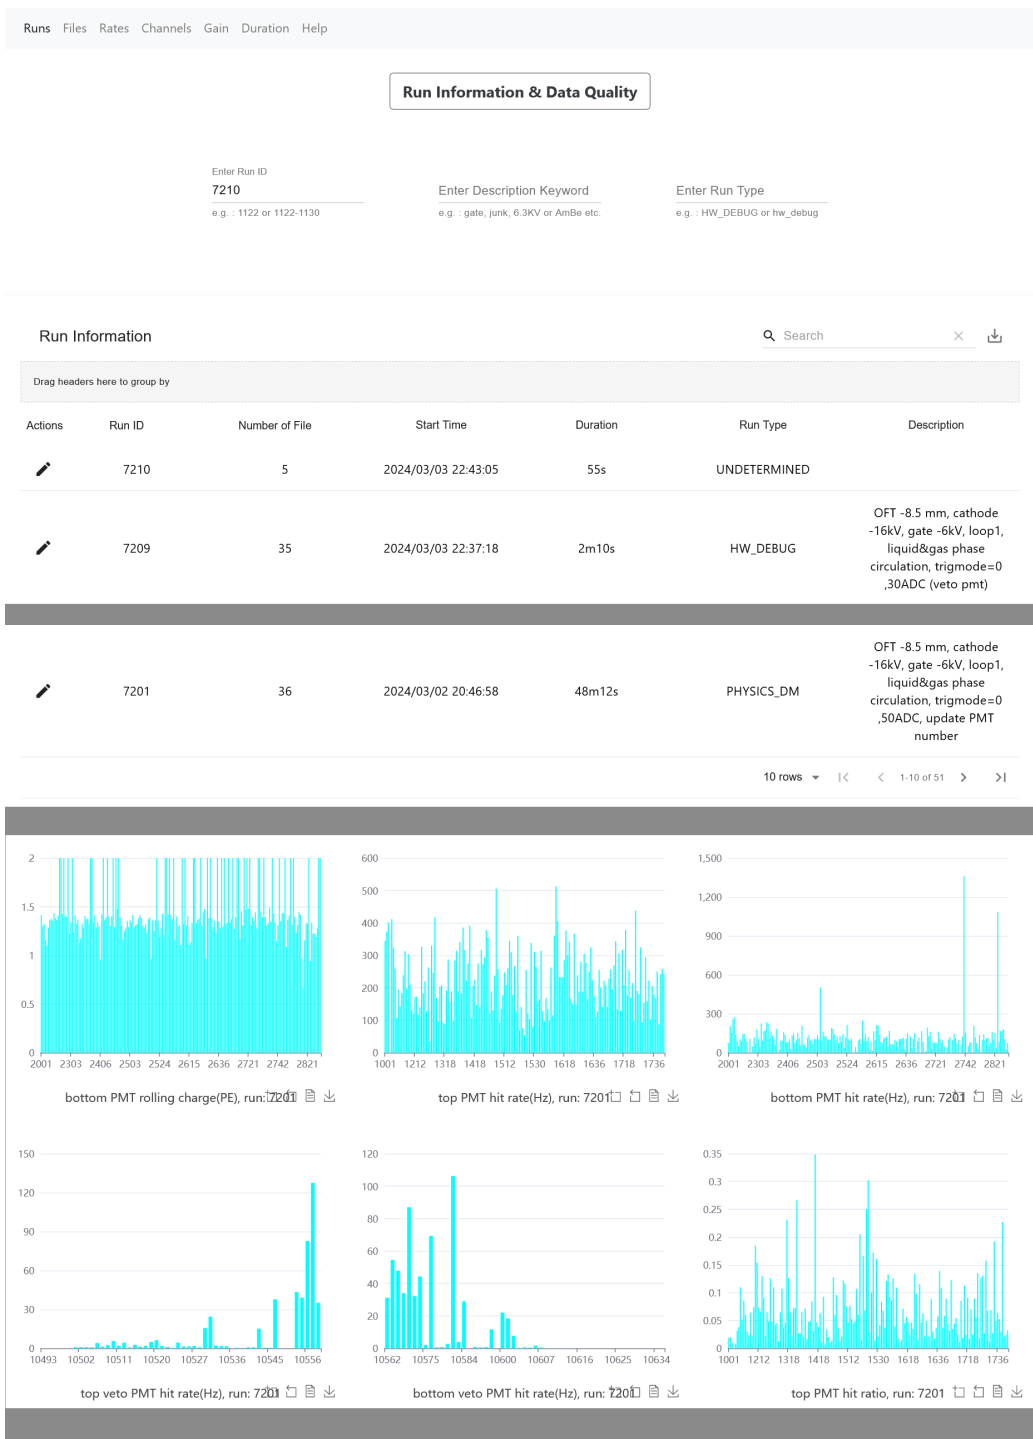 Runs Files Rates Channels Gain Duration Help
Run Information & Data Quality
Enter Run ID
7210 Enter Description Keyword Enter Run Type
e.g. : 1122 or 1122-1130 e.g. : gate, junk, 6.3KV or AmBe etc. e.g. : HW_DEBUG or hw_debug
Run Information Search
Drag headers here to group by
Actions Run ID Number of File Start Time Duration Run Type Description
7210 5 2024/03/03 22:43:05 55s UNDETERMINED
7209 35 2024/03/03 22:37:18 2m10s HW_DEBUG
OFT -8.5 mm, cathode
-16kV, gate -6kV, loop1,
liquid&gas phase
circulation, trigmode=0
,30ADC (veto pmt)
7201 36 2024/03/02 20:46:58 48m12s PHYSICS_DM
OFT -8.5 mm, cathode
-16kV, gate -6kV, loop1,
liquid&gas phase
circulation, trigmode=0
,50ADC, update PMT
number
10 rows 1-10 of 51
2
1.5
1
0.5
0
2001 2303 2406 2503 2524 2615 2636 2721 2742 2821
bottom PMT rolling charge(PE), run: 7201
600
500
400
300
200
100
0
1001 1212 1318 1418 1512 1530 1618 1636 1718 1736
top PMT hit rate(Hz), run: 7201
1,500
1,200
900
600
300
0
2001 2303 2406 2503 2524 2615 2636 2721 2742 2821
bottom PMT hit rate(Hz), run: 7201
150
120
90
60
30
0
10493 10502 10511 10520 10527 10536 10545 10556
top veto PMT hit rate(Hz), run: 7201
120
100
80
60
40
20
0
10562 10575 10584 10600 10607 10616 10625 10634
bottom veto PMT hit rate(Hz), run: 7201
0.35
0.3
0.25
0.2
0.15
0.1
0.05
0
1001 1212 1318 1418 1512 1530 1618 1636 1718 1736
top PMT hit ratio, run: 7201